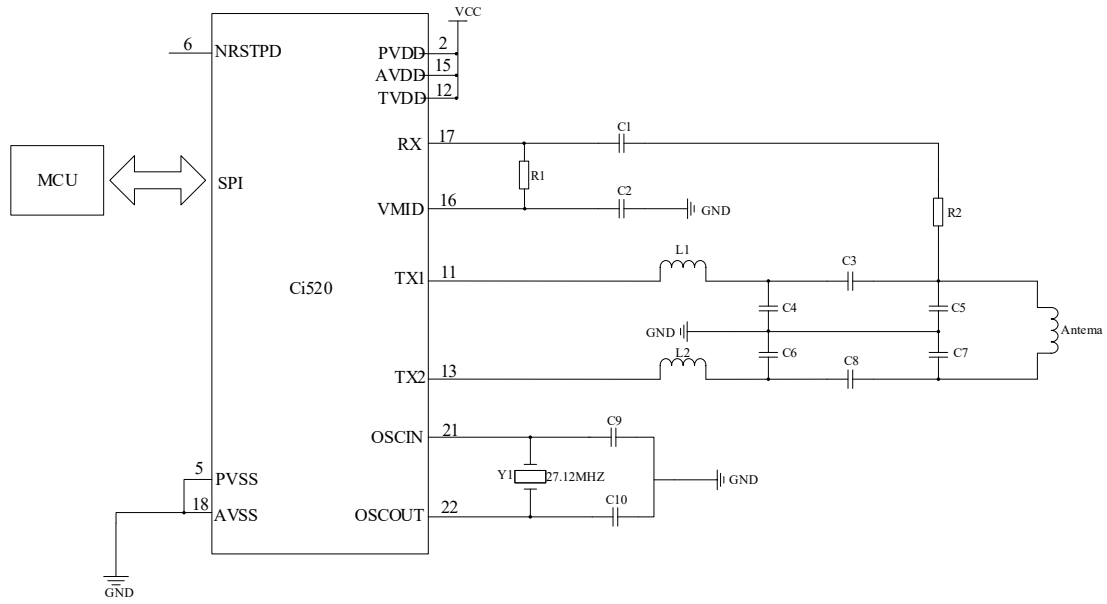 VCC
6
NRSTPD
PVDD
2
AVDD
15
TVDD
12
RX
17
C1
MCU
SPI
R1
VMID
16
C2
GND
R2
TX1
11
L1
C3
Ci520
C4
C5
GND
Antema
L2
C6
C7
C8
TX2
13
OSCIN
21
C9
Y1
27.12MHZ
GND
5
PVSS
C10
18
AVSS
OSCOUT
22
GND